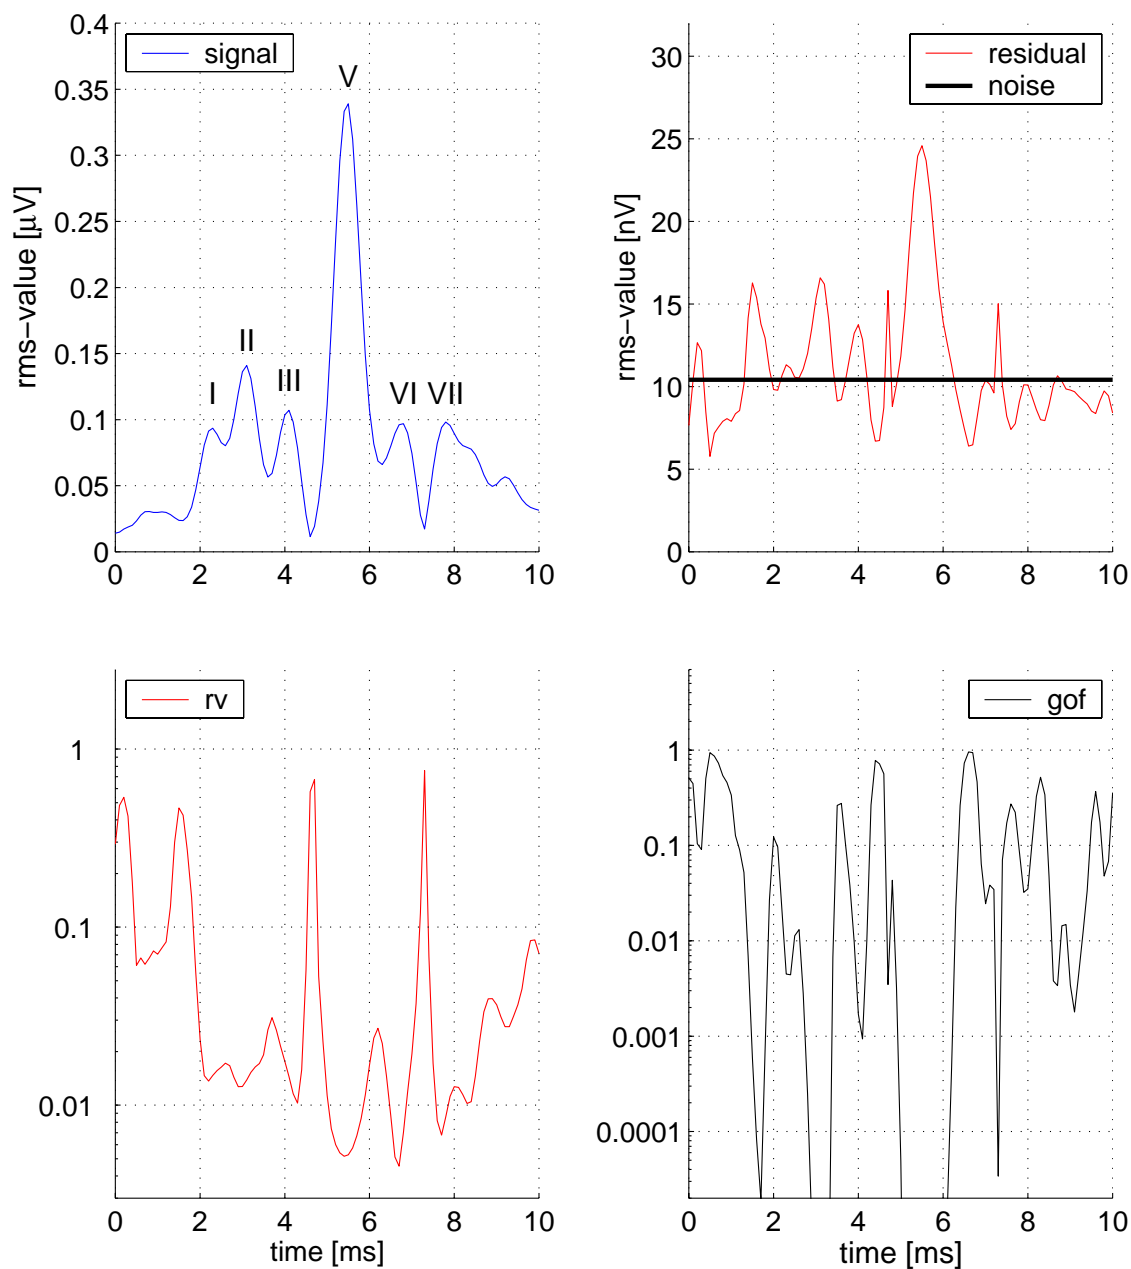 0.4
0.35
0.3
0.25
0.2
0.15
0.1
0.05
0
rms−value [μV]
signal
I
II
III
V
VI
VII
0 2 4 6 8 10
30
25
20
15
10
5
0
rms−value [nV]
residual
noise
0 2 4 6 8 10
1
0.1
0.01
rv
0 2 4 6 8 10
time [ms]
1
0.1
0.01
0.001
0.0001
gof
0 2 4 6 8 10
time [ms]